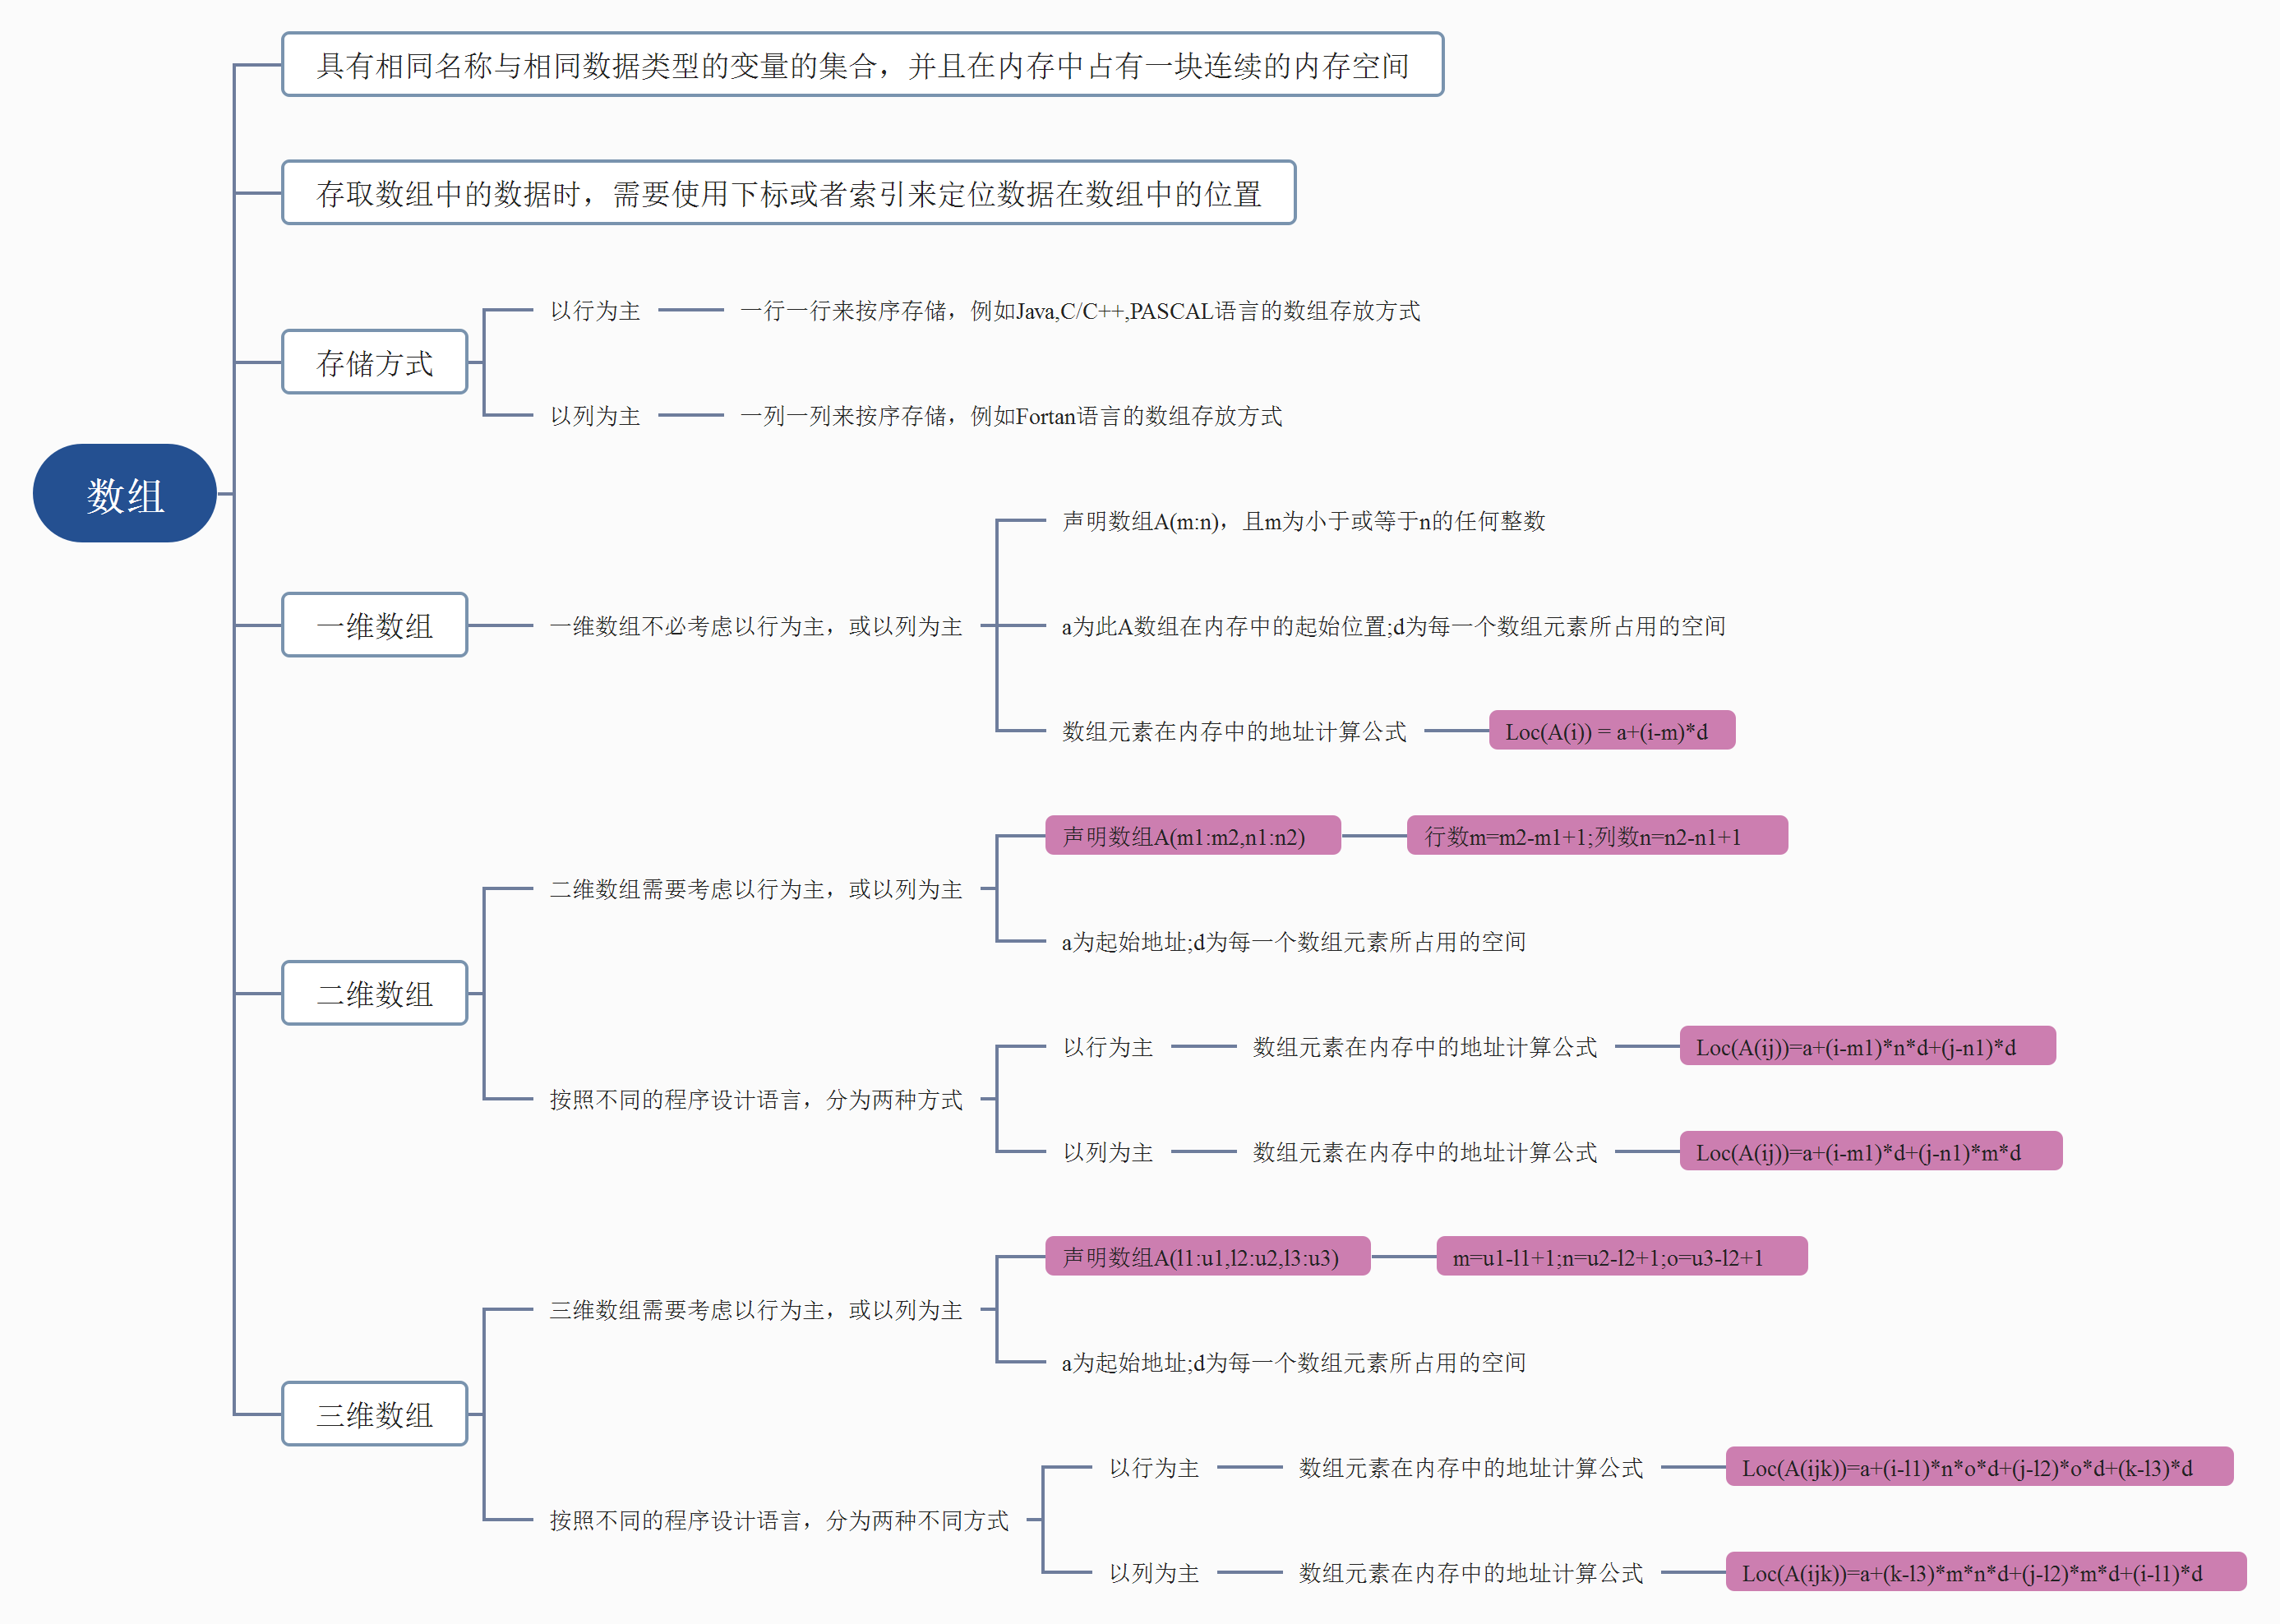 数组
具有相同名称与相同数据类型的变量的集合，并且在内存中占有一块连续的内存空间
存取数组中的数据时，需要使用下标或者索引来定位数据在数组中的位置
存储方式
以行为主
一行一行来按序存储，例如Java,C/C++,PASCAL语言的数组存放方式
以列为主
一列一列来按序存储，例如Fortan语言的数组存放方式
一维数组
一维数组不必考虑以行为主，或以列为主
声明数组A(m:n)，且m为小于或等于n的任何整数
a为此A数组在内存中的起始位置;d为每一个数组元素所占用的空间
数组元素在内存中的地址计算公式
Loc(A(i)) = a+(i-m)*d
二维数组
二维数组需要考虑以行为主，或以列为主
声明数组A(m1:m2,n1:n2)
行数m=m2-m1+1;列数n=n2-n1+1
a为起始地址;d为每一个数组元素所占用的空间
按照不同的程序设计语言，分为两种方式
以行为主
数组元素在内存中的地址计算公式
Loc(A(ij))=a+(i-m1)*n*d+(j-n1)*d
以列为主
数组元素在内存中的地址计算公式
Loc(A(ij))=a+(i-m1)*d+(j-n1)*m*d
三维数组
三维数组需要考虑以行为主，或以列为主
声明数组A(l1:u1,l2:u2,l3:u3)
m=u1-l1+1;n=u2-l2+1;o=u3-l2+1
a为起始地址;d为每一个数组元素所占用的空间
按照不同的程序设计语言，分为两种不同方式
以行为主
数组元素在内存中的地址计算公式
Loc(A(ijk))=a+(i-l1)*n*o*d+(j-l2)*o*d+(k-l3)*d
以列为主
数组元素在内存中的地址计算公式
Loc(A(ijk))=a+(k-l3)*m*n*d+(j-l2)*m*d+(i-l1)*d